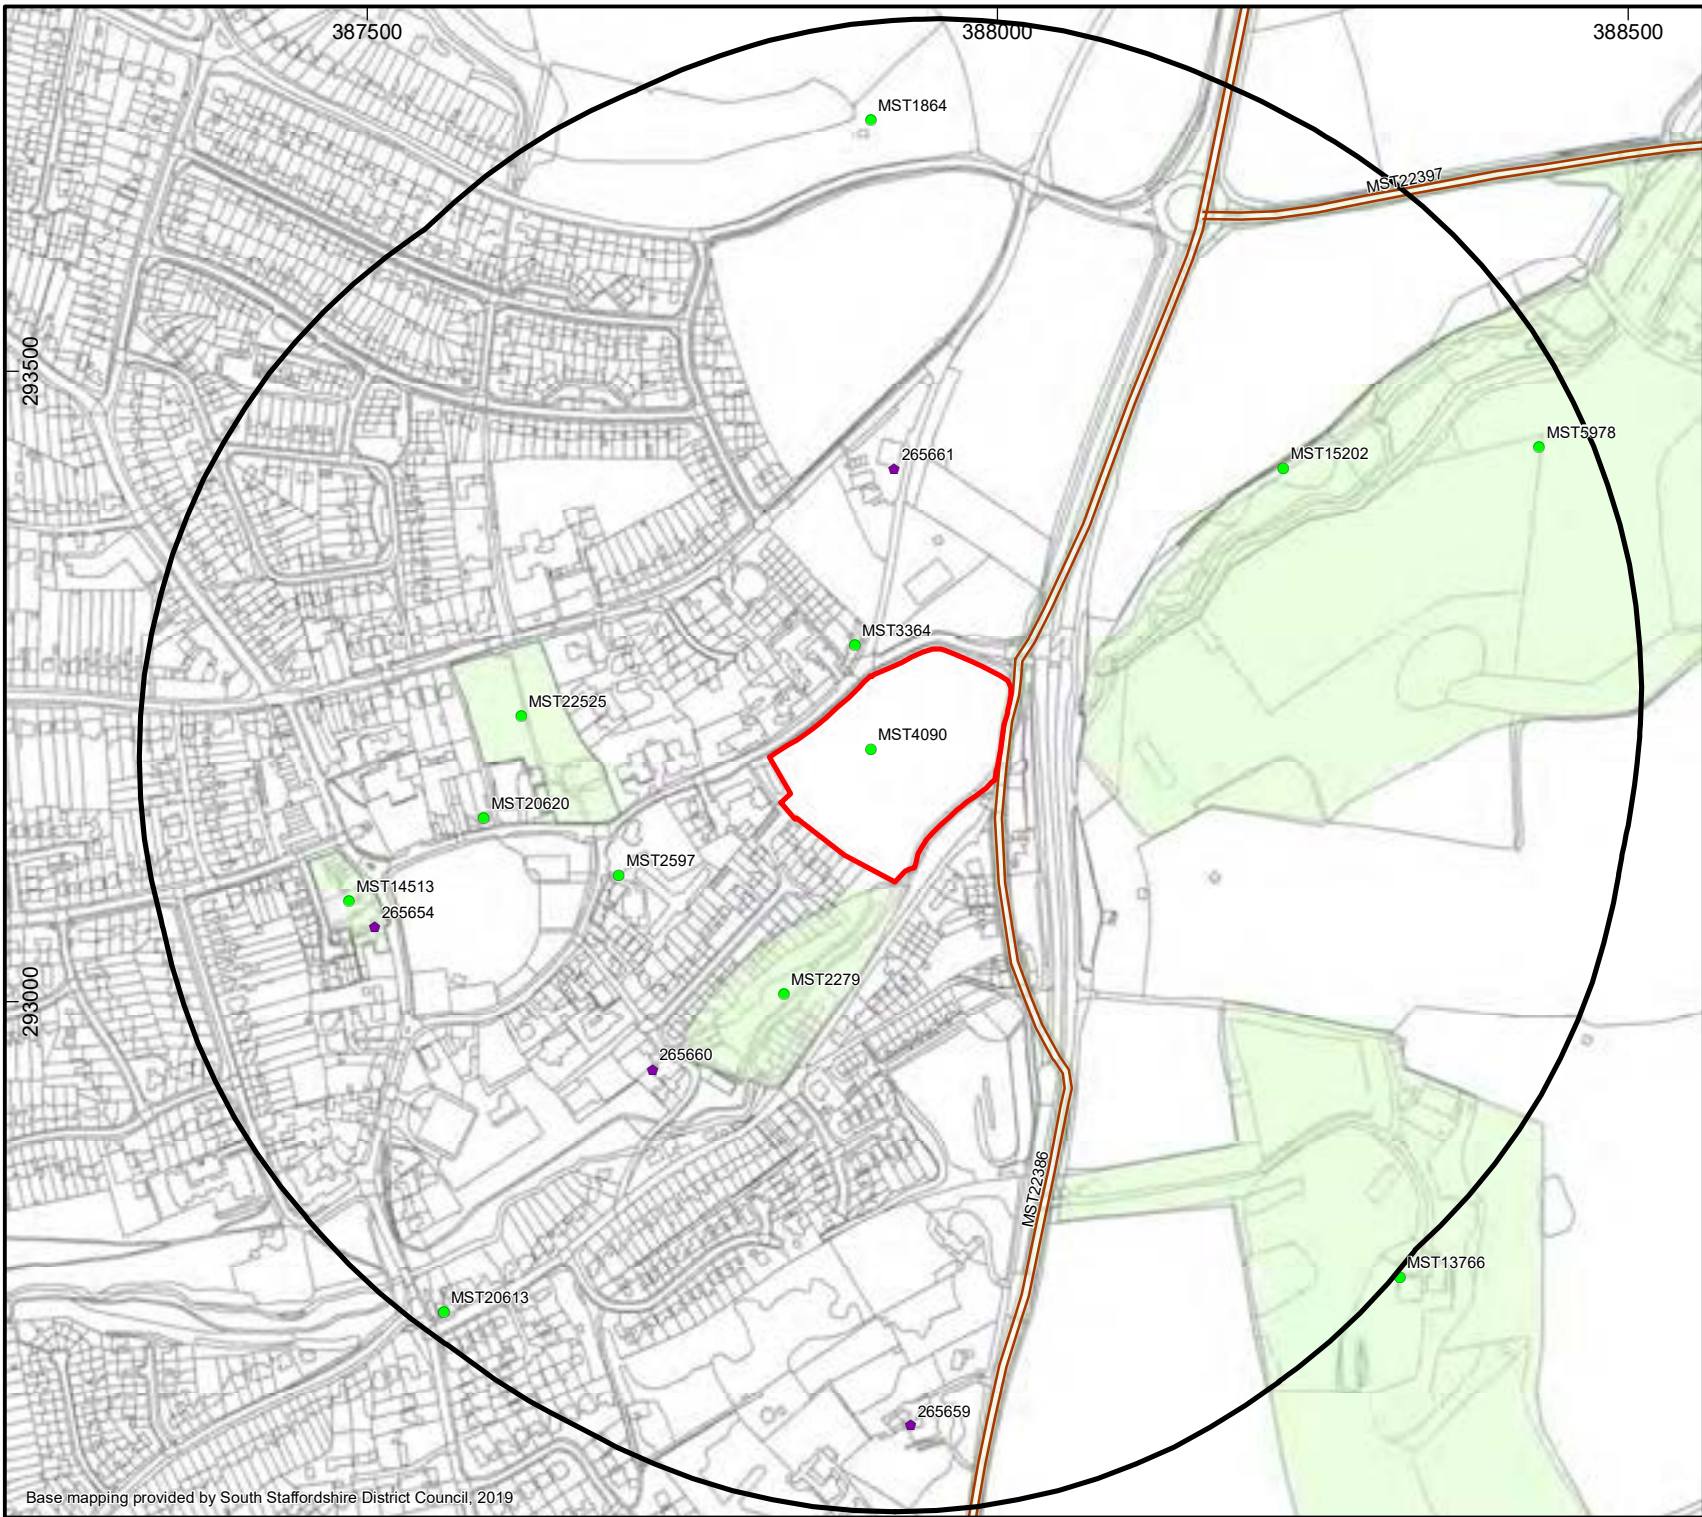 387500
388000
388500
MST1864
MST22397
293500
MST5978
265661
MST15202
MST3364
MST22525
MST4090
MST20620
MST2597
MST14513
265654
MST2279
293000
265660
MST22386
MST13766
MST20613
265659
Base mapping provided by South Staffordshire District Council, 2019